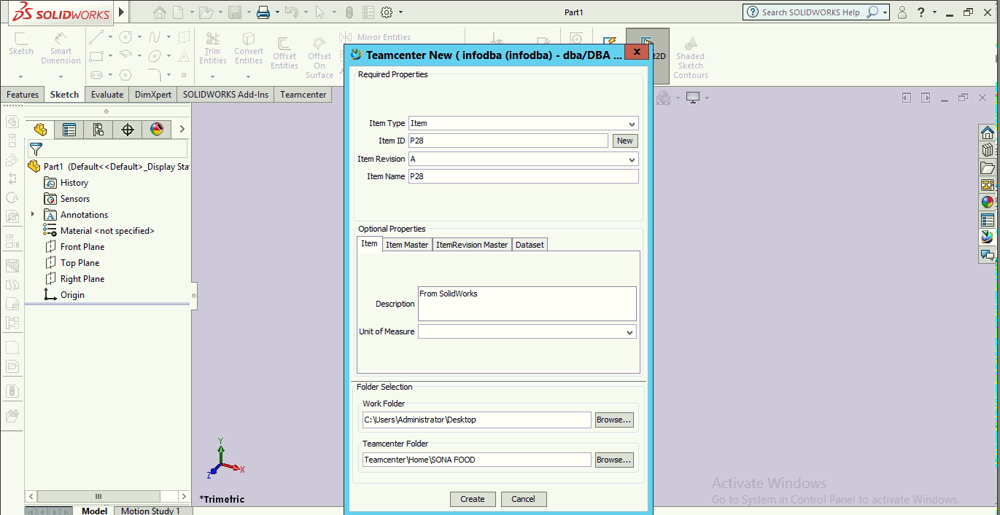 SOLIDWORKS
Part1
Search SOLIDWORKS Help
?
Sketch
Smart
Dimension
Trim
Entities
Convert
Entities
Offset
Entities
Offset
On
Surface
Mirror Entities
t2D
Shaded
Sketch
Contours
Features
Sketch
Evaluate
DimXpert
SOLIDWORKS Add-Ins
Teamcenter
Part1 (Default<<Default>_Display Sta
History
Sensors
Annotations
Material <not specified>
Front Plane
Top Plane
Right Plane
Origin
Y
X
Z
*Trimetric
Model
Motion Study 1
Teamcenter New ( infodba (infodba) - dba/DBA ...
Required Properties
Item Type Item
Item ID P28 New
Item Revision A
Item Name P28
Optional Properties
Item
Item Master
ItemRevision Master
Dataset
Description From SolidWorks
Unit of Measure
Folder Selection
Work Folder
C:\Users\Administrator\Desktop Browse...
Teamcenter Folder
Teamcenter\Home\SONA FOOD Browse...
Create
Cancel
Activate Windows
Go to System in Control Panel to activate Windows.